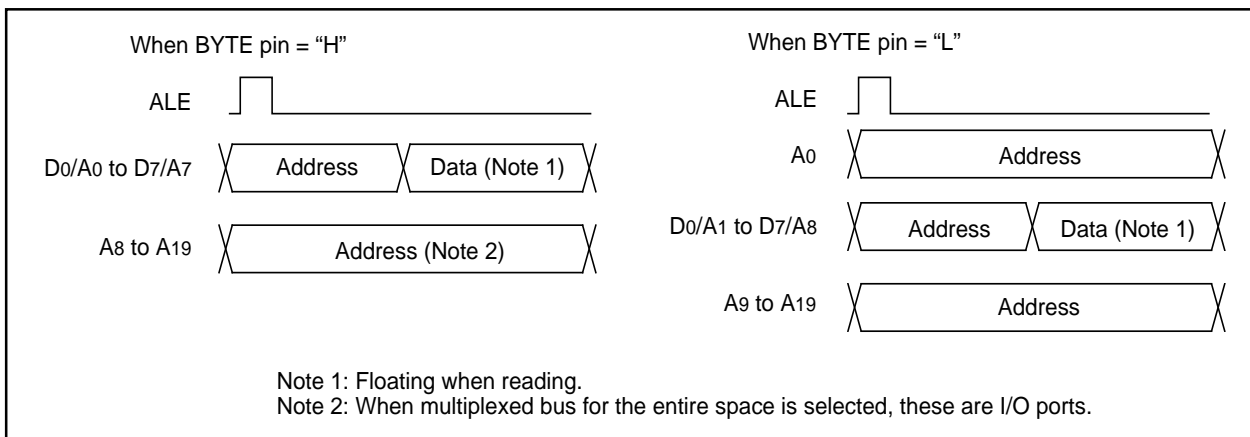 When BYTE pin = “H”
ALE
D0/A0 to D7/A7
Address
Data (Note 1)
A8 to A19
Address (Note 2)
When BYTE pin = “L”
ALE
A0
Address
D0/A1 to D7/A8
Address
Data (Note 1)
A9 to A19
Address
Note 1: Floating when reading.
Note 2: When multiplexed bus for the entire space is selected, these are I/O ports.